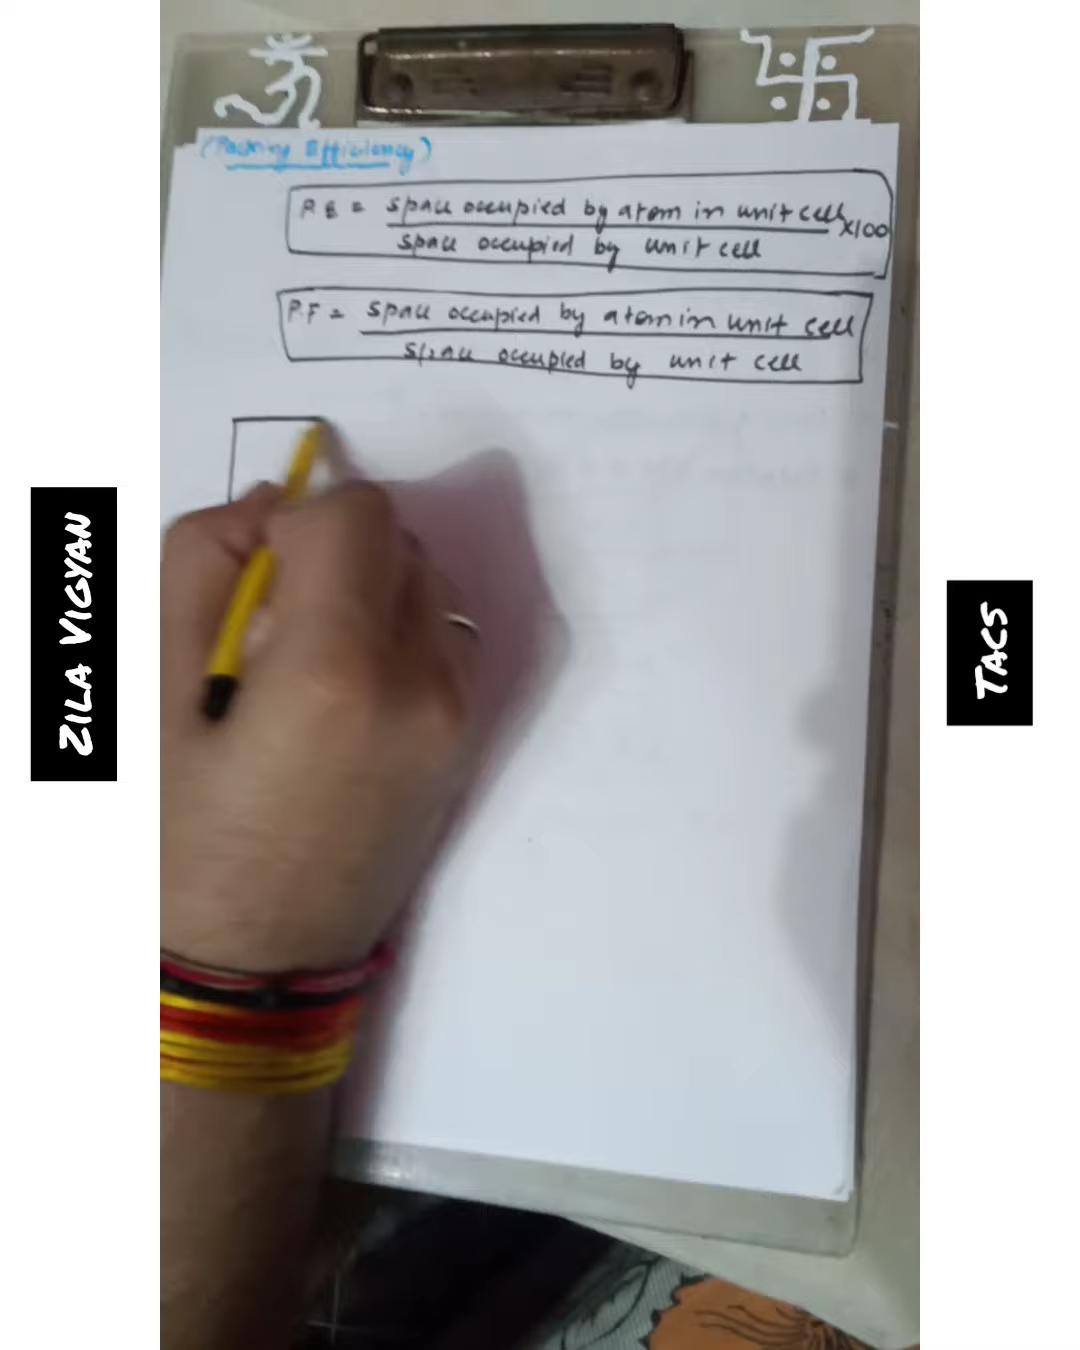 ॐ
(Packing Efficiency)
P.E = space occupied by atom in unit cell ×100
space occupied by unit cell
P.F = space occupied by atom in unit cell
space occupied by unit cell
ZILA VIGYAN
TACS